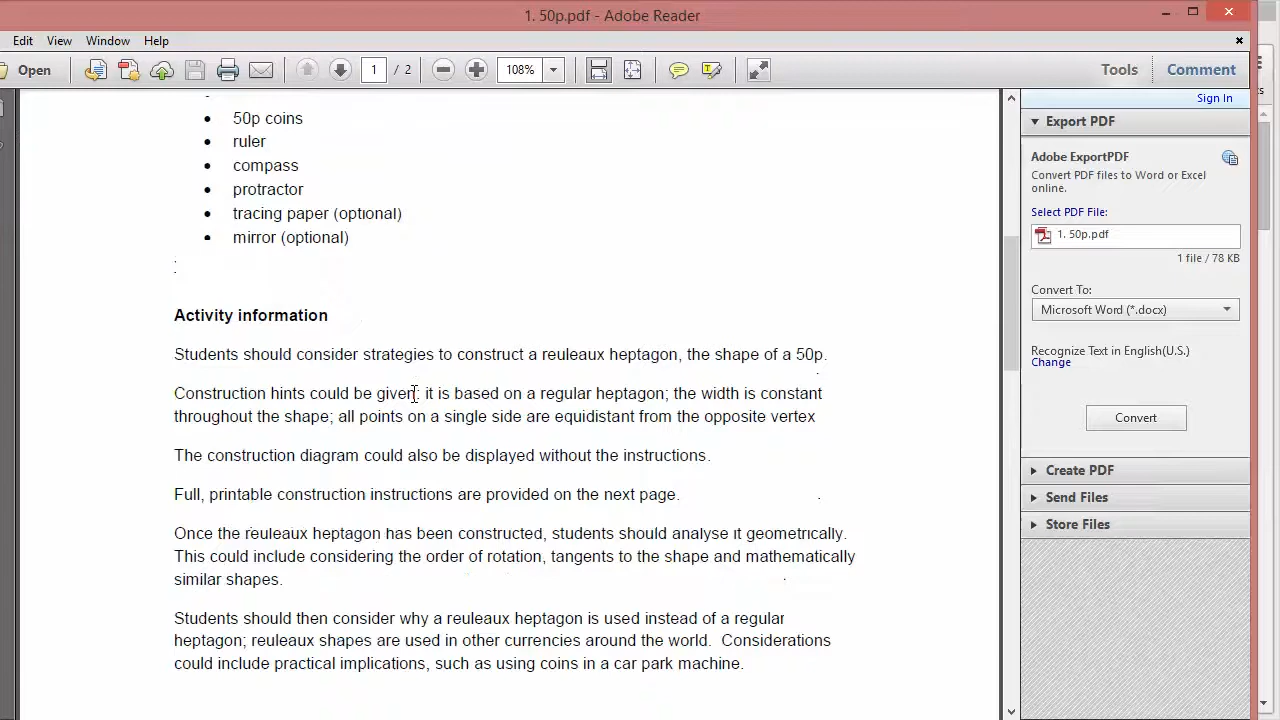 1. 50p.pdf - Adobe Reader
Edit View Window Help
Open 1 / 2 108% Tools Comment
Sign In
Export PDF
Adobe ExportPDF
Convert PDF files to Word or Excel
online.
Select PDF File:
1. 50p.pdf
1 file / 78 KB
Convert To:
Microsoft Word (*.docx)
Recognize Text in English(U.S.)
Change
Convert
Create PDF
Send Files
Store Files
• 50p coins
• ruler
• compass
• protractor
• tracing paper (optional)
• mirror (optional)
Activity information
Students should consider strategies to construct a reuleaux heptagon, the shape of a 50p.
Construction hints could be given: it is based on a regular heptagon; the width is constant
throughout the shape; all points on a single side are equidistant from the opposite vertex
The construction diagram could also be displayed without the instructions.
Full, printable construction instructions are provided on the next page.
Once the reuleaux heptagon has been constructed, students should analyse it geometrically.
This could include considering the order of rotation, tangents to the shape and mathematically
similar shapes.
Students should then consider why a reuleaux heptagon is used instead of a regular
heptagon; reuleaux shapes are used in other currencies around the world. Considerations
could include practical implications, such as using coins in a car park machine.